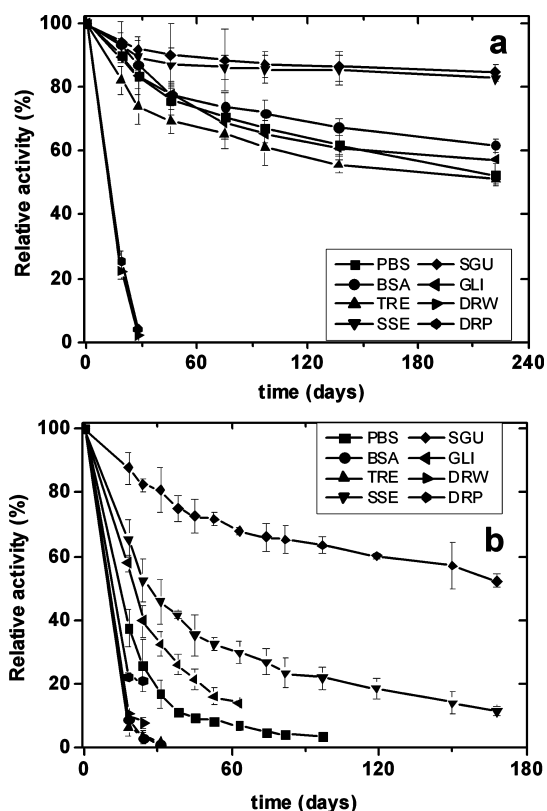 100
80
60
40
20
0
Relative activity (%)
a
PBS
BSA
TRE
SSE
SGU
GLI
DRW
DRP
0 60 120 180 240
time (days)
100
80
60
40
20
0
Relative activity (%)
PBS
BSA
TRE
SSE
SGU
GLI
DRW
DRP
b
0 60 120 180
time (days)